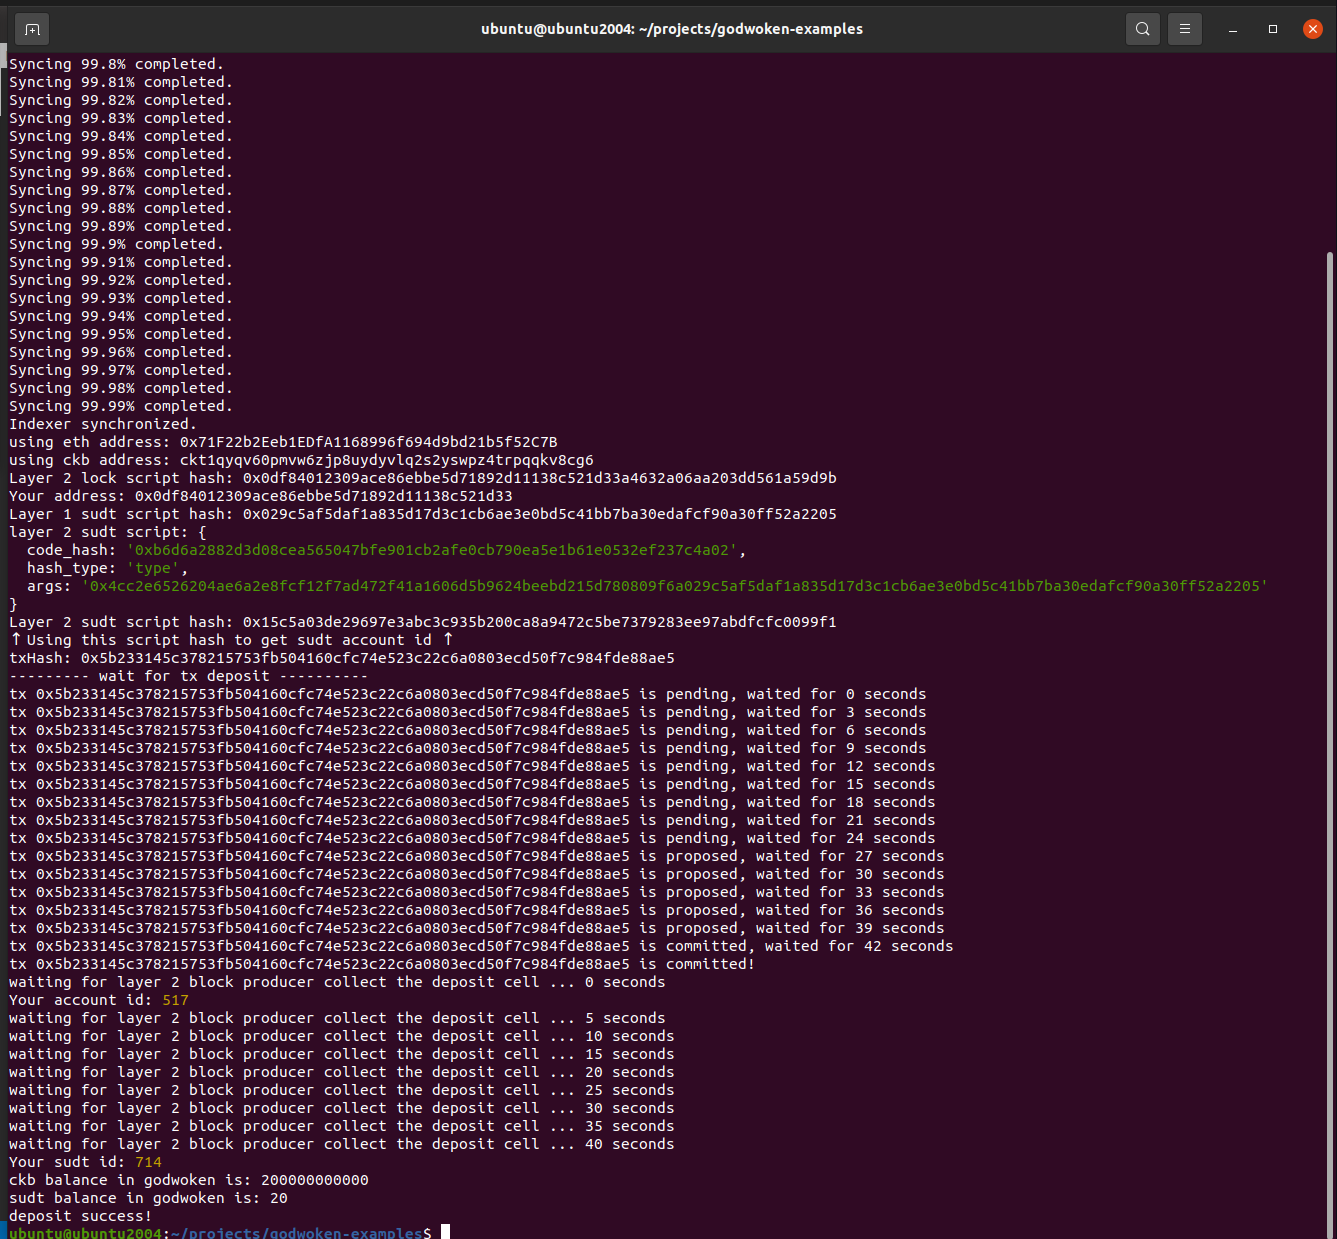 ubuntu@ubuntu2004: ~/projects/godwoken-examples
Syncing 99.8% completed.
Syncing 99.81% completed.
Syncing 99.82% completed.
Syncing 99.83% completed.
Syncing 99.84% completed.
Syncing 99.85% completed.
Syncing 99.86% completed.
Syncing 99.87% completed.
Syncing 99.88% completed.
Syncing 99.89% completed.
Syncing 99.9% completed.
Syncing 99.91% completed.
Syncing 99.92% completed.
Syncing 99.93% completed.
Syncing 99.94% completed.
Syncing 99.95% completed.
Syncing 99.96% completed.
Syncing 99.97% completed.
Syncing 99.98% completed.
Syncing 99.99% completed.
Indexer synchronized.
using eth address: 0x71F22b2Eeb1EDfA1168996f694d9bd21b5f52C7B
using ckb address: ckt1qyqv60pmvw6zjp8uydyvlq2s2yswpz4trpqqkv8cg6
Layer 2 lock script hash: 0x0df84012309ace86ebbe5d71892d11138c521d33a4632a06aa203dd561a59d9b
Your address: 0x0df84012309ace86ebbe5d71892d11138c521d33
Layer 1 sudt script hash: 0x029c5af5daf1a835d17d3c1cb6ae3e0bd5c41bb7ba30edafcf90a30ff52a2205
layer 2 sudt script: {
  code_hash: '0xb6d6a2882d3d08cea565047bfe901cb2afe0cb790ea5e1b61e0532ef237c4a02',
  hash_type: 'type',
  args: '0x4cc2e6526204ae6a2e8fcf12f7ad472f41a1606d5b9624beebd215d780809f6a029c5af5daf1a835d17d3c1cb6ae3e0bd5c41bb7ba30edafcf90a30ff52a2205'
}
Layer 2 sudt script hash: 0x15c5a03de29697e3abc3c935b200ca8a9472c5be7379283ee97abdfcfc0099f1
↑Using this script hash to get sudt account id ↑
txHash: 0x5b233145c378215753fb504160cfc74e523c22c6a0803ecd50f7c984fde88ae5
--------- wait for tx deposit ----------
tx 0x5b233145c378215753fb504160cfc74e523c22c6a0803ecd50f7c984fde88ae5 is pending, waited for 0 seconds
tx 0x5b233145c378215753fb504160cfc74e523c22c6a0803ecd50f7c984fde88ae5 is pending, waited for 3 seconds
tx 0x5b233145c378215753fb504160cfc74e523c22c6a0803ecd50f7c984fde88ae5 is pending, waited for 6 seconds
tx 0x5b233145c378215753fb504160cfc74e523c22c6a0803ecd50f7c984fde88ae5 is pending, waited for 9 seconds
tx 0x5b233145c378215753fb504160cfc74e523c22c6a0803ecd50f7c984fde88ae5 is pending, waited for 12 seconds
tx 0x5b233145c378215753fb504160cfc74e523c22c6a0803ecd50f7c984fde88ae5 is pending, waited for 15 seconds
tx 0x5b233145c378215753fb504160cfc74e523c22c6a0803ecd50f7c984fde88ae5 is pending, waited for 18 seconds
tx 0x5b233145c378215753fb504160cfc74e523c22c6a0803ecd50f7c984fde88ae5 is pending, waited for 21 seconds
tx 0x5b233145c378215753fb504160cfc74e523c22c6a0803ecd50f7c984fde88ae5 is pending, waited for 24 seconds
tx 0x5b233145c378215753fb504160cfc74e523c22c6a0803ecd50f7c984fde88ae5 is proposed, waited for 27 seconds
tx 0x5b233145c378215753fb504160cfc74e523c22c6a0803ecd50f7c984fde88ae5 is proposed, waited for 30 seconds
tx 0x5b233145c378215753fb504160cfc74e523c22c6a0803ecd50f7c984fde88ae5 is proposed, waited for 33 seconds
tx 0x5b233145c378215753fb504160cfc74e523c22c6a0803ecd50f7c984fde88ae5 is proposed, waited for 36 seconds
tx 0x5b233145c378215753fb504160cfc74e523c22c6a0803ecd50f7c984fde88ae5 is proposed, waited for 39 seconds
tx 0x5b233145c378215753fb504160cfc74e523c22c6a0803ecd50f7c984fde88ae5 is committed, waited for 42 seconds
tx 0x5b233145c378215753fb504160cfc74e523c22c6a0803ecd50f7c984fde88ae5 is committed!
waiting for layer 2 block producer collect the deposit cell ... 0 seconds
Your account id: 517
waiting for layer 2 block producer collect the deposit cell ... 5 seconds
waiting for layer 2 block producer collect the deposit cell ... 10 seconds
waiting for layer 2 block producer collect the deposit cell ... 15 seconds
waiting for layer 2 block producer collect the deposit cell ... 20 seconds
waiting for layer 2 block producer collect the deposit cell ... 25 seconds
waiting for layer 2 block producer collect the deposit cell ... 30 seconds
waiting for layer 2 block producer collect the deposit cell ... 35 seconds
waiting for layer 2 block producer collect the deposit cell ... 40 seconds
Your sudt id: 714
ckb balance in godwoken is: 200000000000
sudt balance in godwoken is: 20
deposit success!
ubuntu@ubuntu2004:~/projects/godwoken-examples$